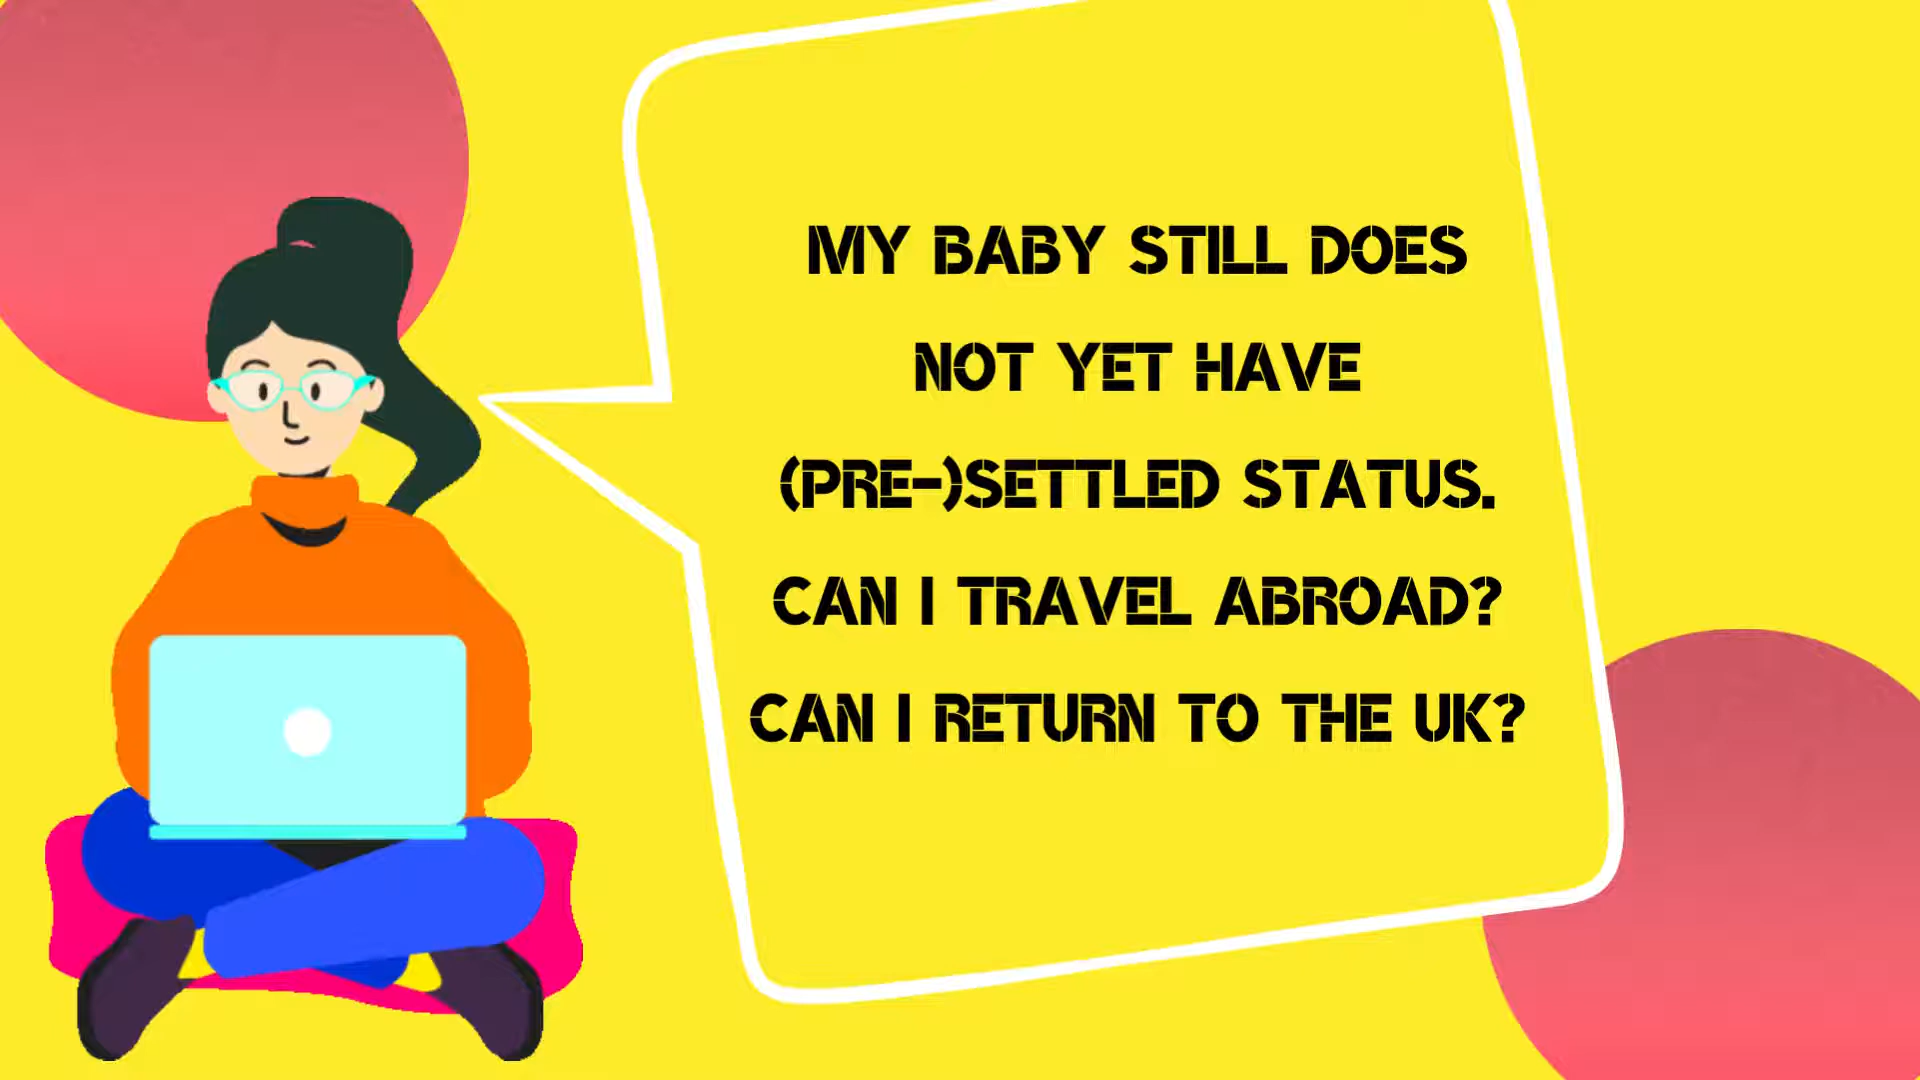 MY BABY STILL DOES
NOT YET HAVE
(PRE-)SETTLED STATUS.
CAN I TRAVEL ABROAD?
CAN I RETURN TO THE UK?